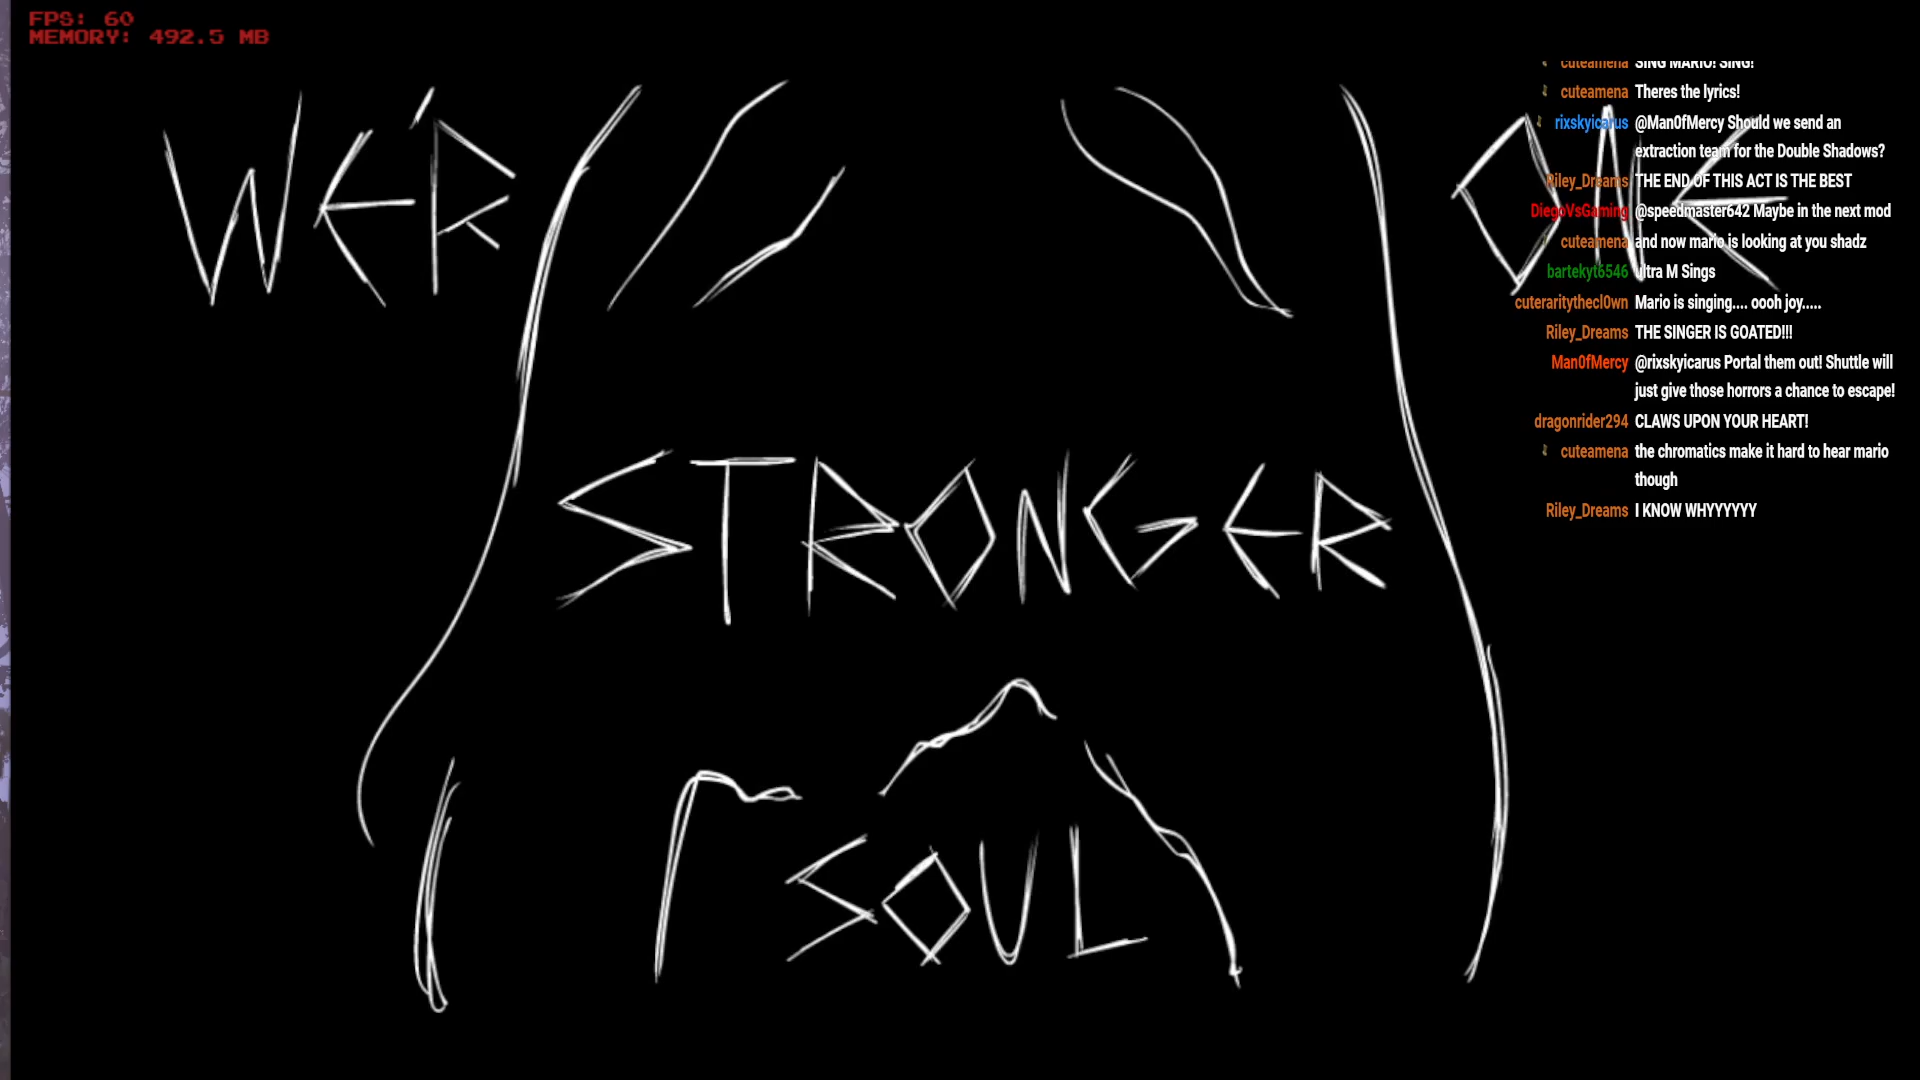 FPS: 60
MEMORY: 492.5 MB
WE'R ONE
STRONGER
SOUL
cuteamena SING MARIO! SING!
cuteamena Theres the lyrics!
rixskyicarus @Man0fMercy Should we send an
extraction team for the Double Shadows?
Riley_Dreams THE END OF THIS ACT IS THE BEST
DiegoVsGaming @speedmaster642 Maybe in the next mod
cuteamena and now mario is looking at you shadz
bartekyt6546 ultra M Sings
cuteraritythecl0wn Mario is singing.... oooh joy.....
Riley_Dreams THE SINGER IS GOATED!!!
Man0fMercy @rixskyicarus Portal them out! Shuttle will
just give those horrors a chance to escape!
dragonrider294 CLAWS UPON YOUR HEART!
cuteamena the chromatics make it hard to hear mario
though
Riley_Dreams I KNOW WHYYYYYY